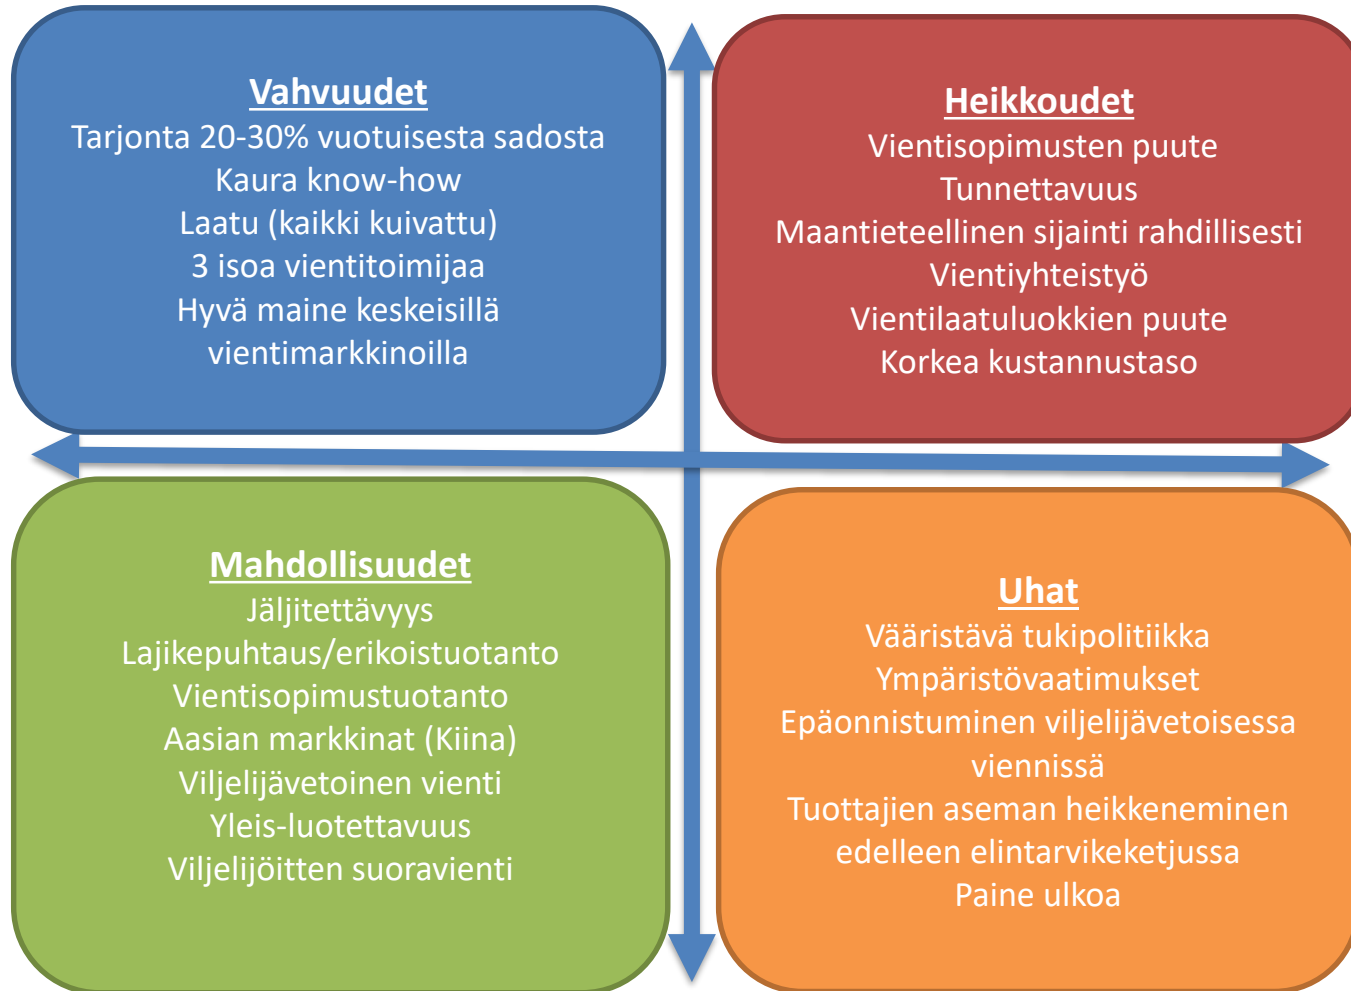 Vahvuudet
Tarjonta 20-30% vuotuisesta sadosta
Kaura know-how
Laatu (kaikki kuivattu)
3 isoa vientitoimijaa
Hyvä maine keskeisillä
vientimarkkinoilla
Heikkoudet
Vientisopimusten puute
Tunnettavuus
Maantieteellinen sijainti rahdillisesti
Vientiyhteistyö
Vientilaatuluokkien puute
Korkea kustannustaso
Mahdollisuudet
Jäljitettävyys
Lajikepuhtaus/erikoistuotanto
Vientisopimustuotanto
Aasian markkinat (Kiina)
Viljelijävetoinen vienti
Yleis-luotettavuus
Viljelijöitten suoravienti
Uhat
Vääristävä tukipolitiikka
Ympäristövaatimukset
Epäonnistuminen viljelijävetoisessa
viennissä
Tuottajien aseman heikkeneminen
edelleen elintarvikeketjussa
Paine ulkoa